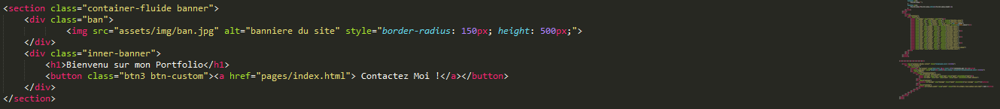 <section class="container-fluide banner">
<div class="ban">
<img src="assets/img/ban.jpg" alt="banniere du site" style="border-radius: 150px; height: 500px;">
</div>
<div class="inner-banner">
<h1>Bienvenu sur mon Portfolio</h1>
<button class="btn3 btn-custom"><a href="pages/index.html"> Contactez Moi !</a></button>
</div>
</section>